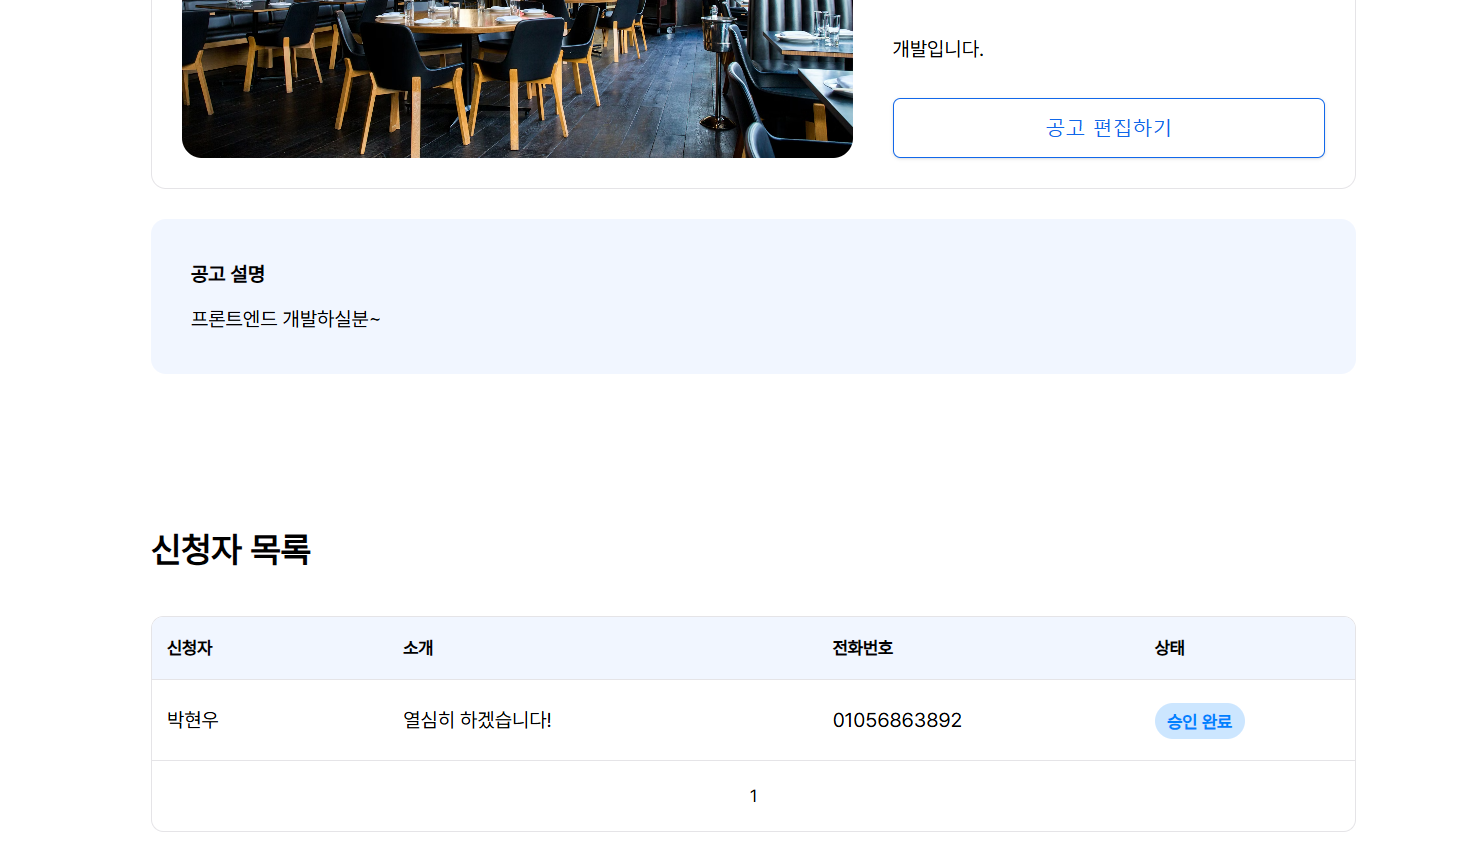 개발입니다.
공고 편집하기
공고 설명
프론트엔드 개발하실분~
신청자 목록
신청자 소개 전화번호 상태
박현우 열심히 하겠습니다! 01056863892 승인 완료
1